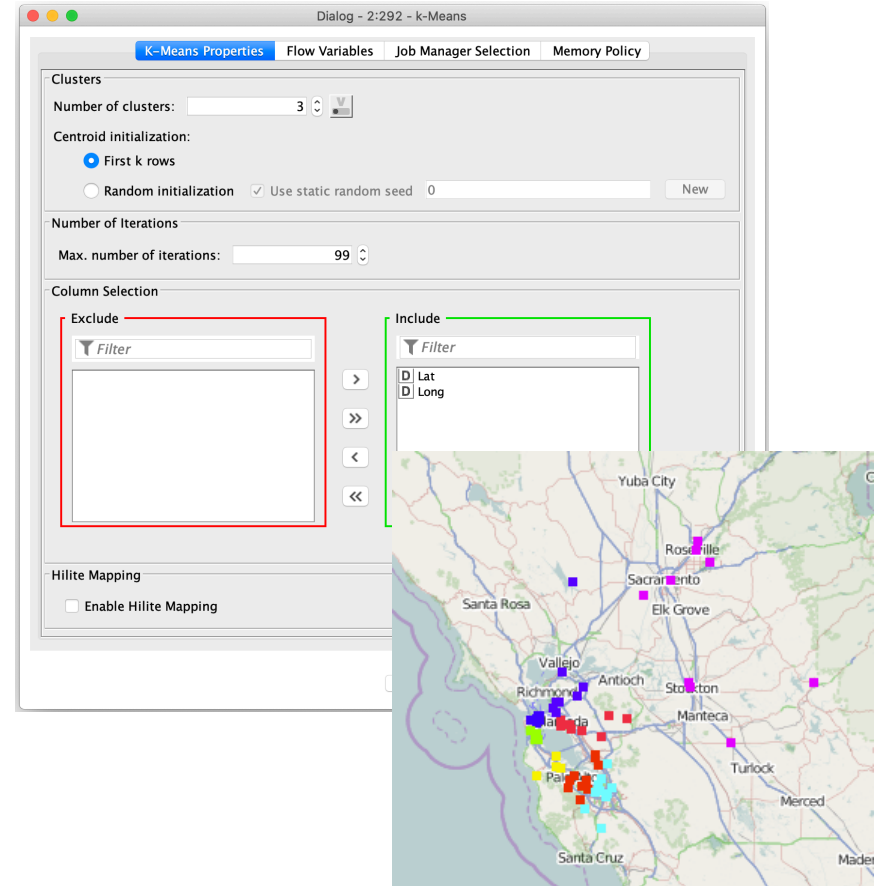 Dialog - 2:292 - k-Means
K-Means Properties Flow Variables Job Manager Selection Memory Policy
Clusters
Number of clusters: 3
V
Centroid initialization:
First k rows
Random initialization Use static random seed 0 New
Number of Iterations
Max. number of iterations: 99
Column Selection
Exclude Include
Filter Filter
D Lat
D Long
>
>>
<
<<
Hilite Mapping
Enable Hilite Mapping
Yuba City
C
Roseville
Sacramento
Santa Rosa
Elk Grove
Vallejo
Antioch
Richmond
Stockton
Manteca
Turlock
Merced
Santa Cruz
Mader